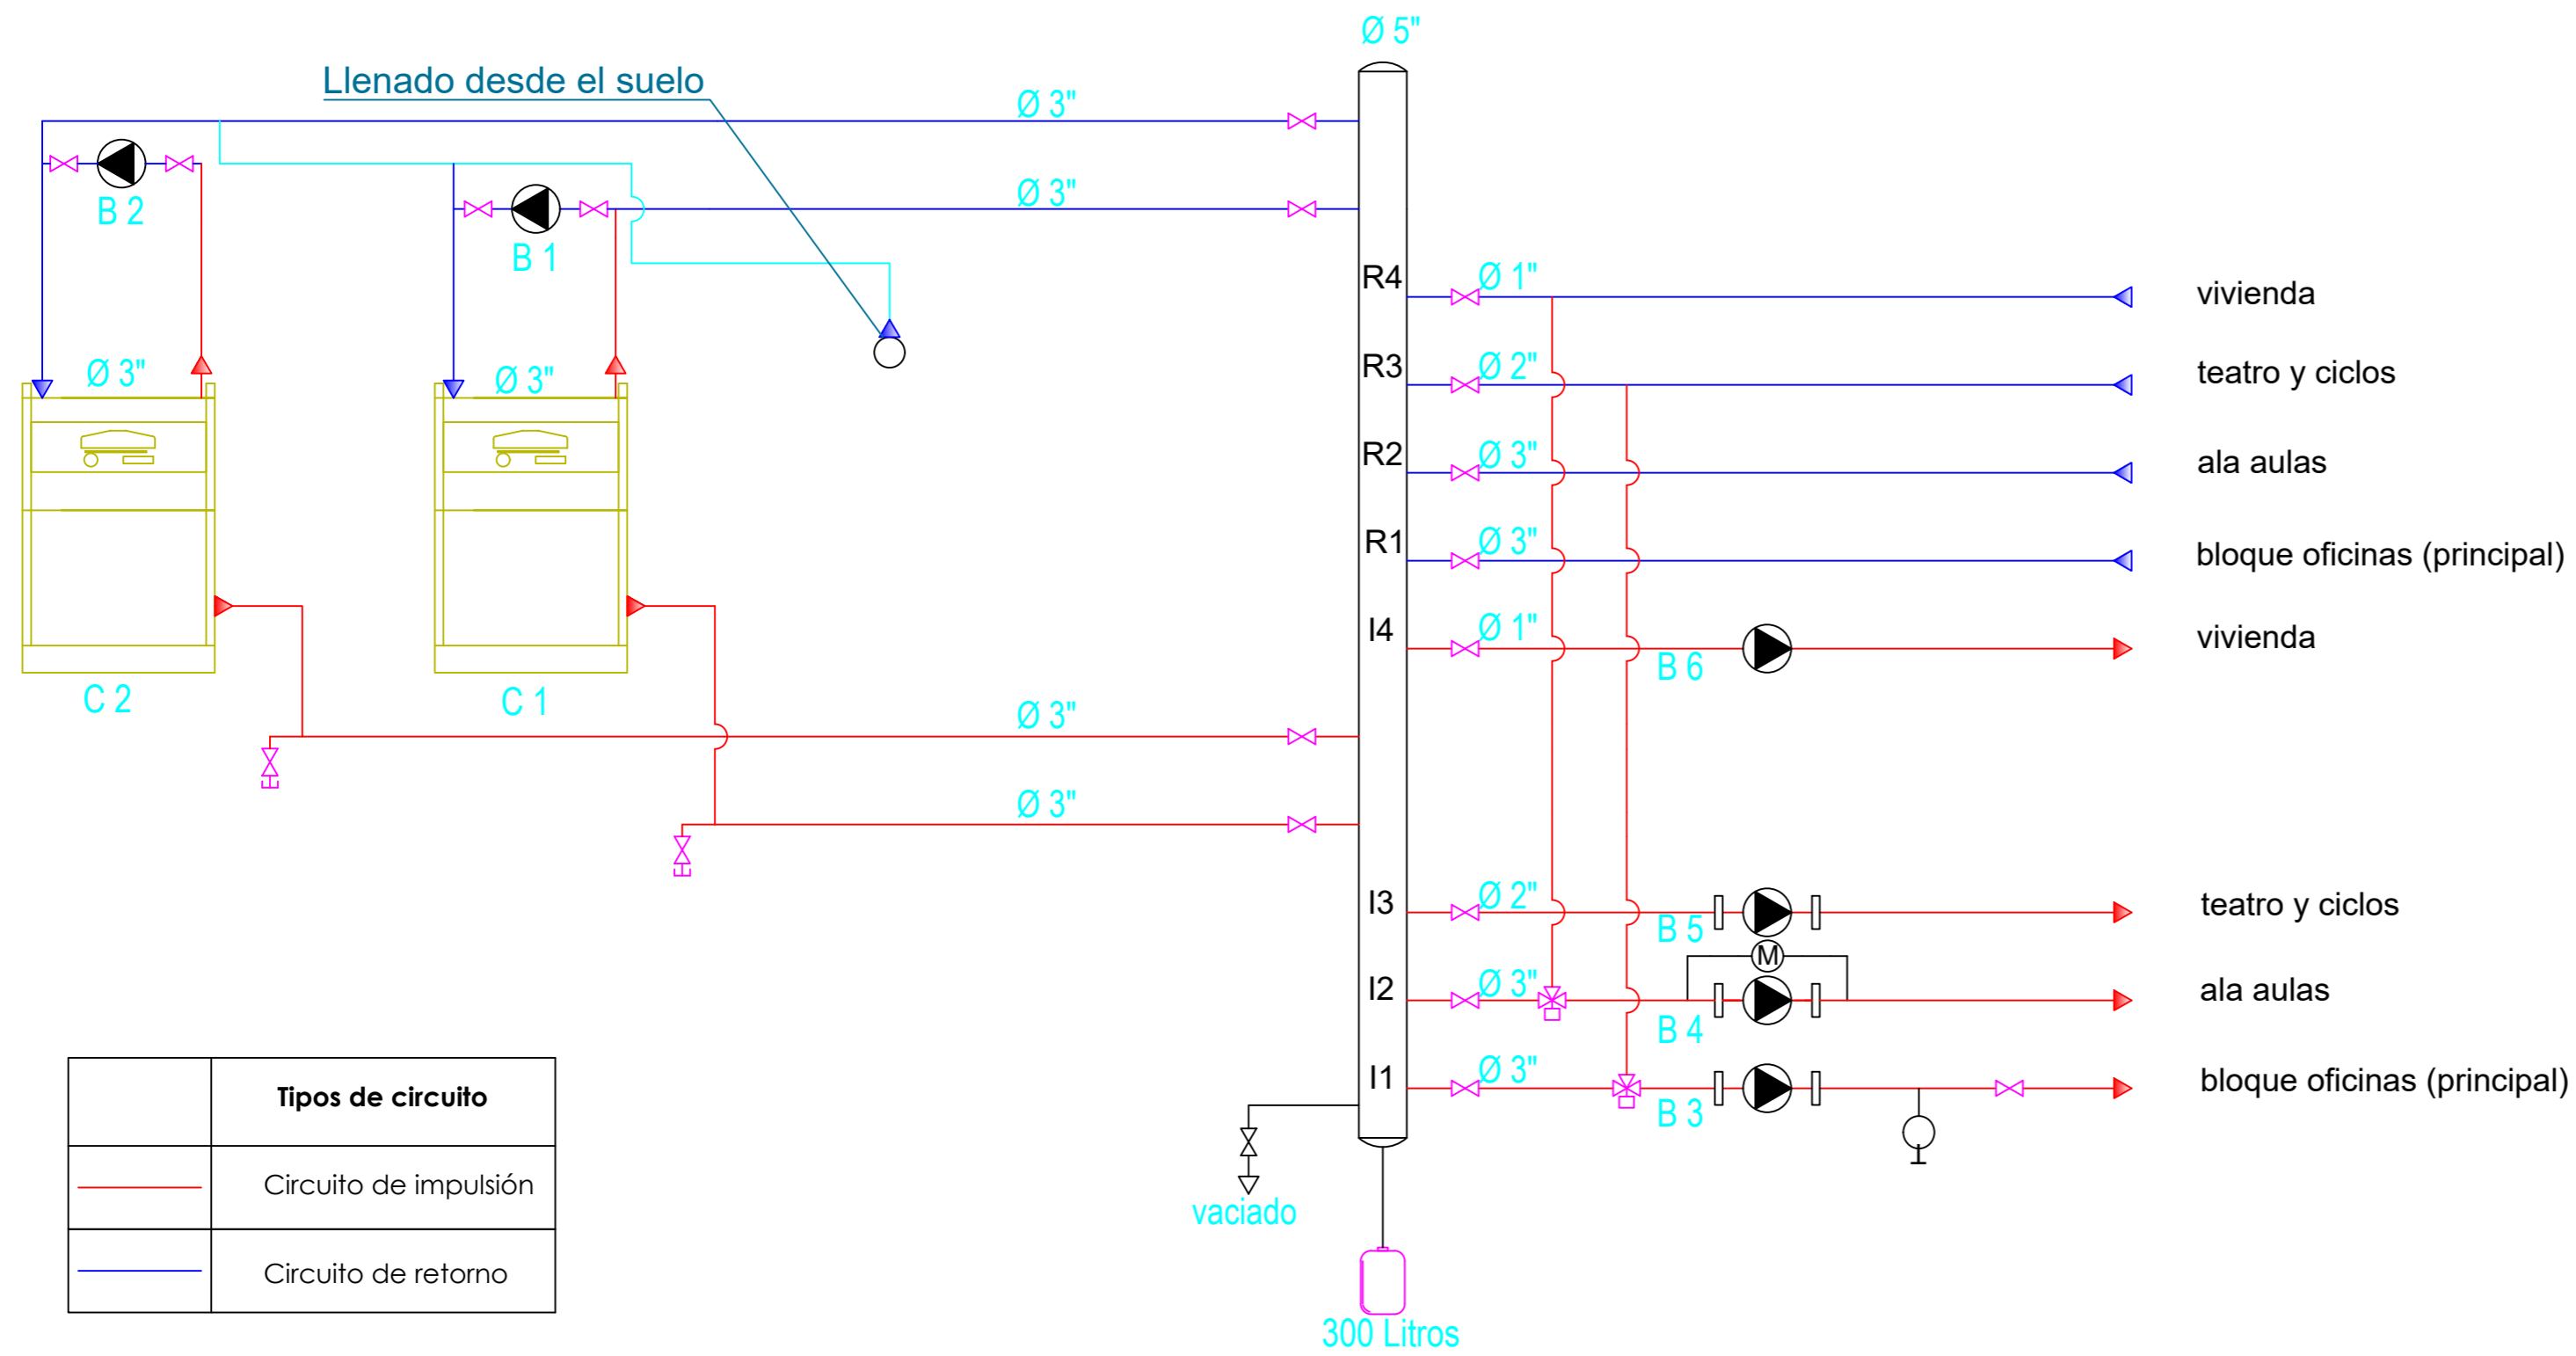 Ø 5"
Llenado desde el suelo
Ø 3"
B 2
Ø 3"
B 1
R4
Ø 1"
vivienda
Ø 3"
Ø 3"
R3
Ø 2"
teatro y ciclos
R2
Ø 3"
ala aulas
R1
Ø 3"
bloque oficinas (principal)
I4
Ø 1"
B 6
vivienda
C 2
C 1
Ø 3"
Ø 3"
I3
Ø 2"
B 5
teatro y ciclos
M
I2
Ø 3"
B 4
ala aulas
I1
Ø 3"
B 3
bloque oficinas (principal)
Tipos de circuito
Circuito de impulsión
Circuito de retorno
vaciado
300 Litros